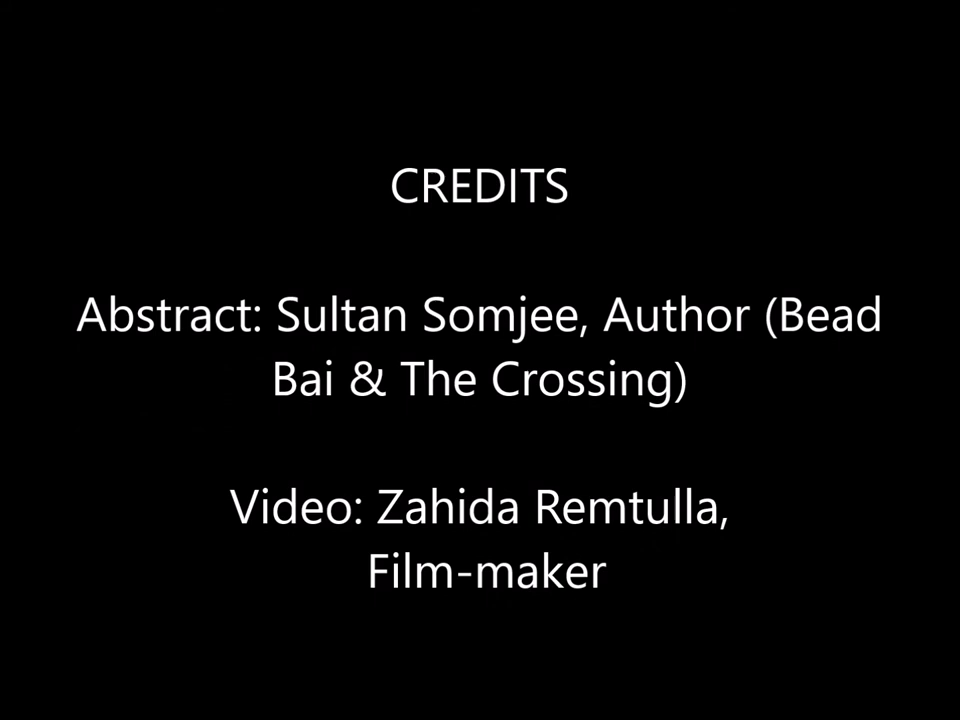 CREDITS
Abstract: Sultan Somjee, Author (Bead
Bai & The Crossing)
Video: Zahida Remtulla,
Film-maker